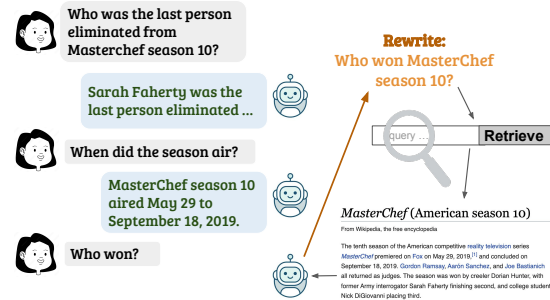 Who was the last person
eliminated from
Masterchef season 10?
Sarah Faherty was the
last person eliminated ...
When did the season air?
MasterChef season 10
aired May 29 to
September 18, 2019.
Who won?
Rewrite:
Who won MasterChef
season 10?
query ...
Retrieve
MasterChef (American season 10)
From Wikipedia, the free encyclopedia
The tenth season of the American competitive reality television series
MasterChef premiered on Fox on May 29, 2019,[1] and concluded on
September 18, 2019. Gordon Ramsay, Aarón Sanchez, and Joe Bastianich
all returned as judges. The season was won by creeler Dorian Hunter, with
former Army interrogator Sarah Faherty finishing second, and college student
Nick DiGiovanni placing third.